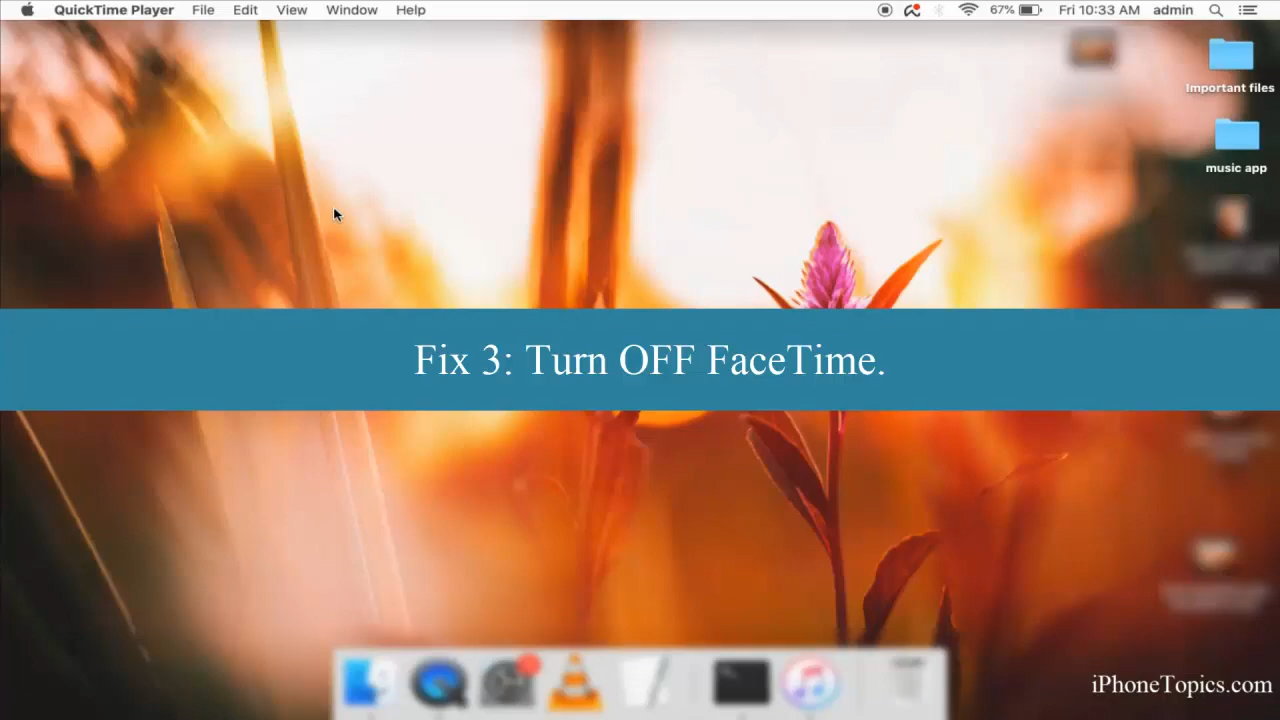 QuickTime Player File Edit View Window Help 67% Fri 10:33 AM admin
Important files
music app
Fix 3: Turn OFF FaceTime.
iPhoneTopics.com